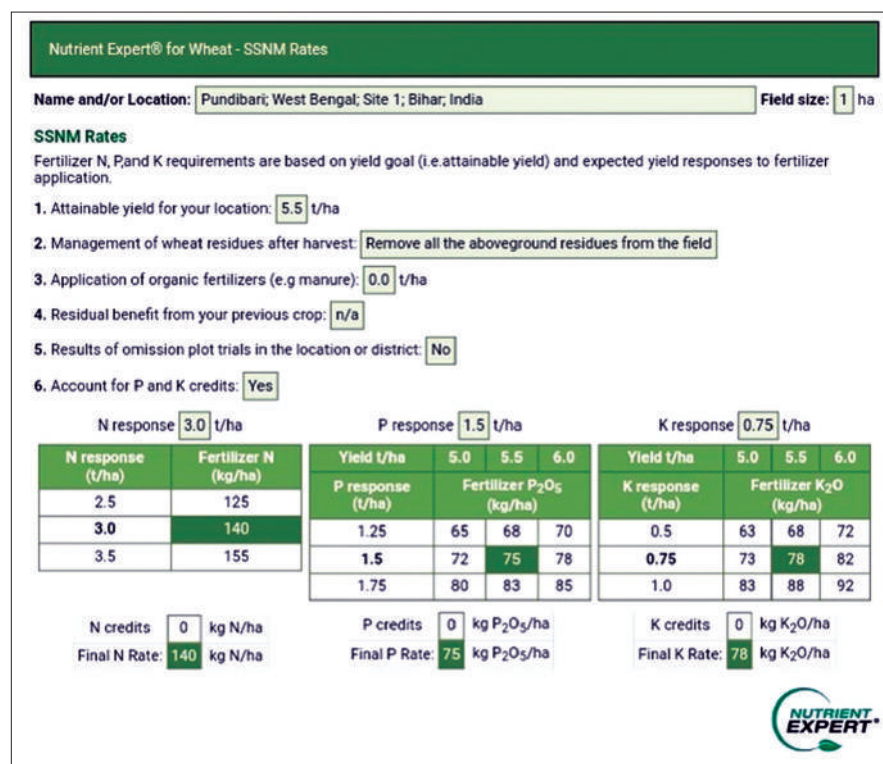 Nutrient Expert® for Wheat - SSNM Rates
Name and/or Location: Pundibari; West Bengal; Site 1; Bihar; India Field size: 1 ha
SSNM Rates
Fertilizer N, P,and K requirements are based on yield goal (i.e.attainable yield) and expected yield responses to fertilizer
application.
1. Attainable yield for your location: 5.5 t/ha
2. Management of wheat residues after harvest: Remove all the aboveground residues from the field
3. Application of organic fertilizers (e.g manure): 0.0 t/ha
4. Residual benefit from your previous crop: n/a
5. Results of omission plot trials in the location or district: No
6. Account for P and K credits: Yes
N response 3.0 t/ha
N response (t/ha) Fertilizer N (kg/ha)
2.5 125
3.0 140
3.5 155
N credits 0 kg N/ha
Final N Rate: 140 kg N/ha
P response 1.5 t/ha
Yield t/ha 5.0 5.5 6.0
P response (t/ha) Fertilizer P₂O₅ (kg/ha)
1.25 65 68 70
1.5 72 75 78
1.75 80 83 85
P credits 0 kg P₂O₅/ha
Final P Rate: 75 kg P₂O₅/ha
K response 0.75 t/ha
Yield t/ha 5.0 5.5 6.0
K response (t/ha) Fertilizer K₂O (kg/ha)
0.5 63 68 72
0.75 73 78 82
1.0 83 88 92
K credits 0 kg K₂O/ha
Final K Rate: 78 kg K₂O/ha
NUTRIENT
EXPERT